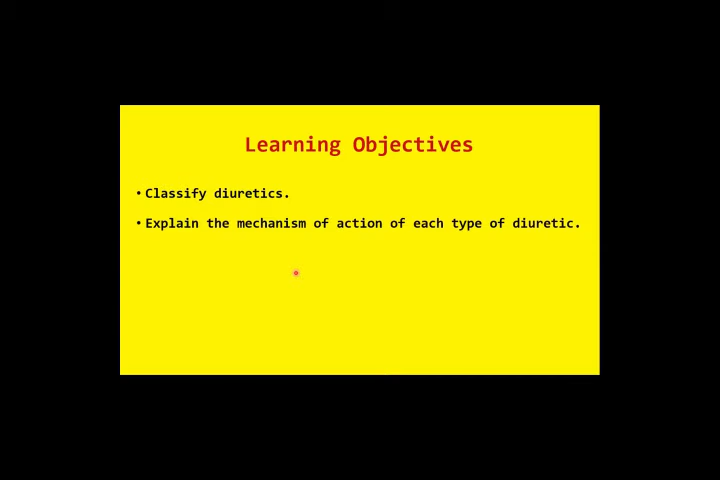 Learning Objectives
• Classify diuretics.
• Explain the mechanism of action of each type of diuretic.